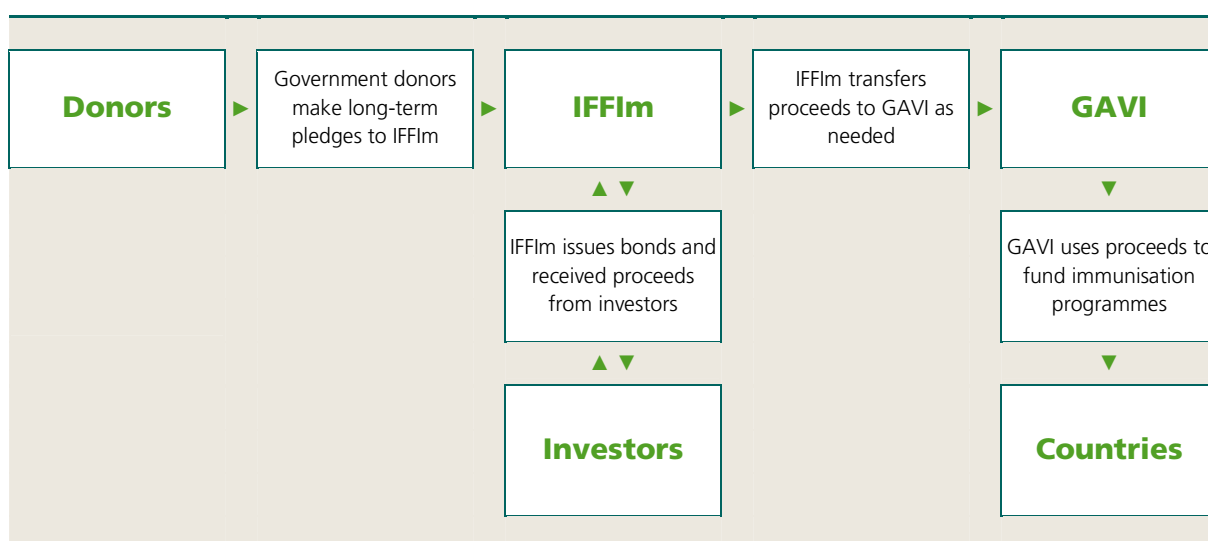 Donors
Government donors
make long-term
pledges to IFFIm
IFFIm
IFFIm transfers
proceeds to GAVI as
needed
GAVI
IFFIm issues bonds and
received proceeds
from investors
GAVI uses proceeds to
fund immunisation
programmes
Investors
Countries